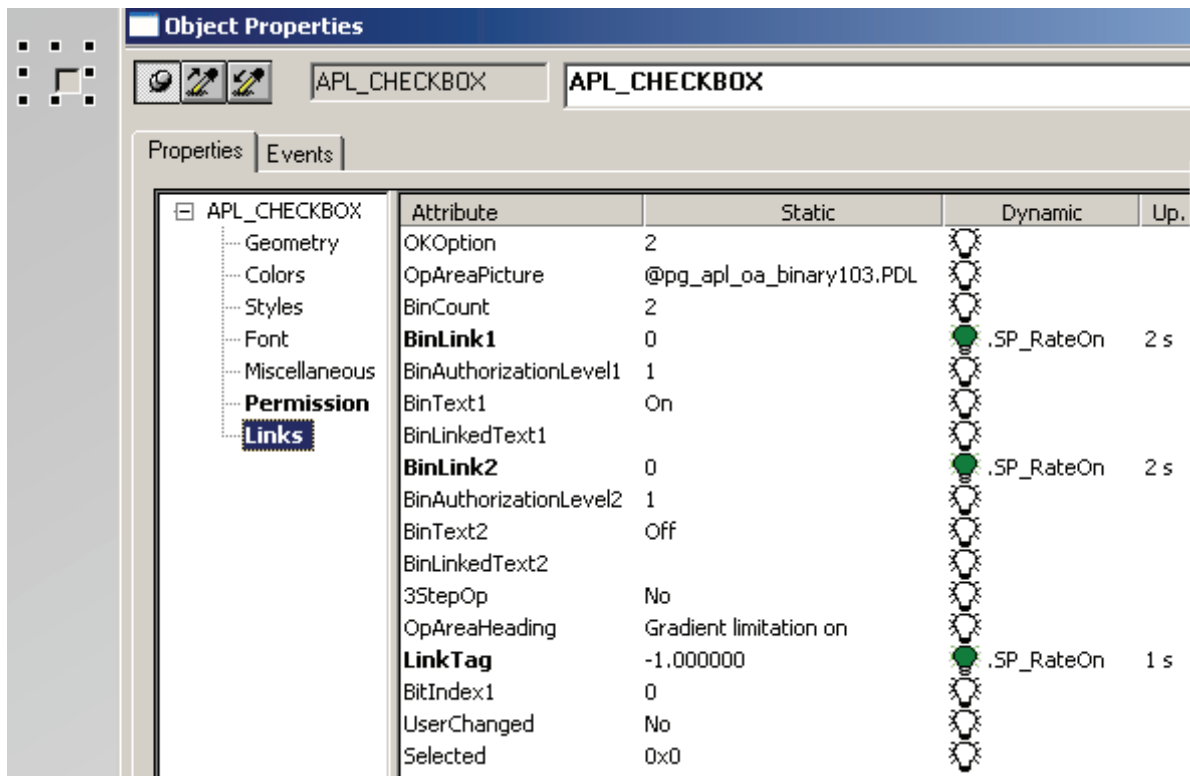 Object Properties
APL_CHECKBOX APL_CHECKBOX
Properties Events
APL_CHECKBOX
Geometry
Colors
Styles
Font
Miscellaneous
Permission
Links
Attribute Static Dynamic Up.
OKOption 2
OpAreaPicture @pg_apl_oa_binary103.PDL
BinCount 2
BinLink1 0 .SP_RateOn 2 s
BinAuthorizationLevel1 1
BinText1 On
BinLinkedText1
BinLink2 0 .SP_RateOn 2 s
BinAuthorizationLevel2 1
BinText2 Off
BinLinkedText2
3StepOp No
OpAreaHeading Gradient limitation on
LinkTag -1.000000 .SP_RateOn 1 s
BitIndex1 0
UserChanged No
Selected 0x0